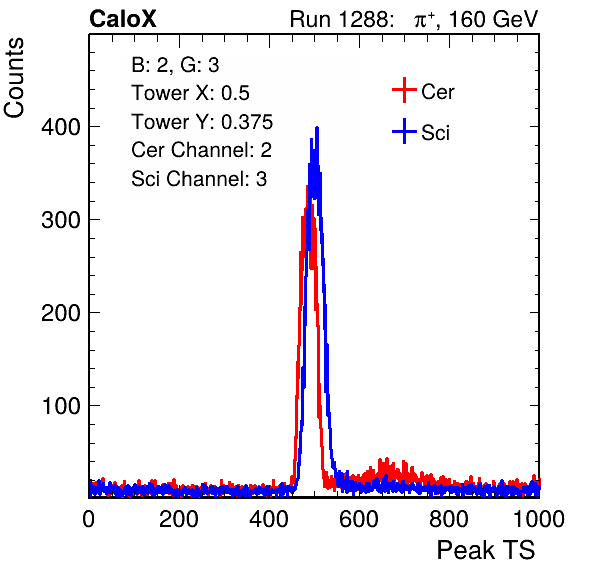 CaloX Run 1288: π⁺, 160 GeV
B: 2, G: 3
Tower X: 0.5
Tower Y: 0.375
Cer Channel: 2
Sci Channel: 3
Cer
Sci
Counts
400
300
200
100
0 200 400 600 800 1000
Peak TS